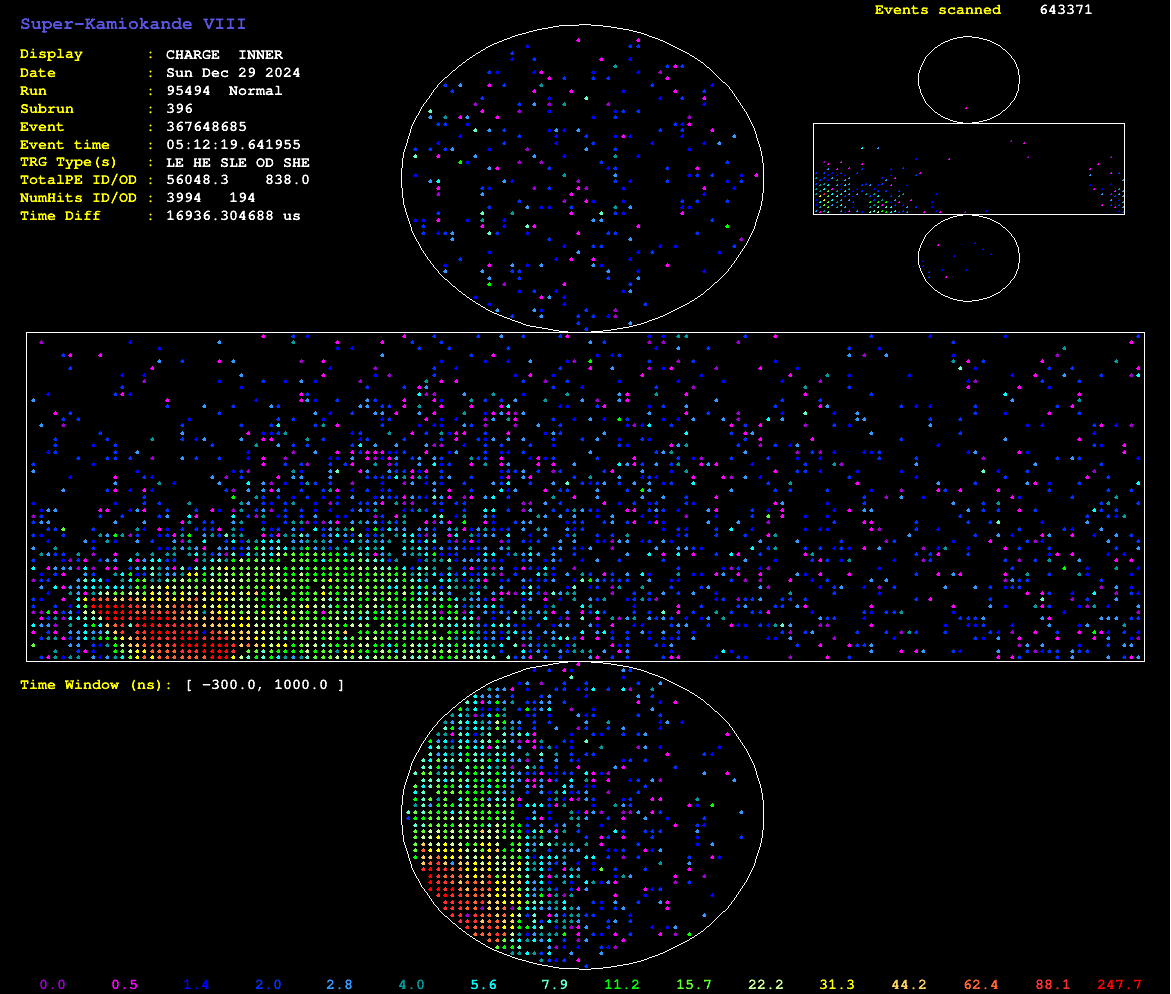 Super-Kamiokande VIII
Events scanned 643371
Display : CHARGE INNER
Date : Sun Dec 29 2024
Run : 95494 Normal
Subrun : 396
Event : 367648685
Event time : 05:12:19.641955
TRG Type(s) : LE HE SLE OD SHE
TotalPE ID/OD : 56048.3 838.0
NumHits ID/OD : 3994 194
Time Diff : 16936.304688 us
Time Window (ns): [ -300.0, 1000.0 ]
0.0 0.5 1.4 2.0 2.8 4.0 5.6 7.9 11.2 15.7 22.2 31.3 44.2 62.4 88.1 247.7